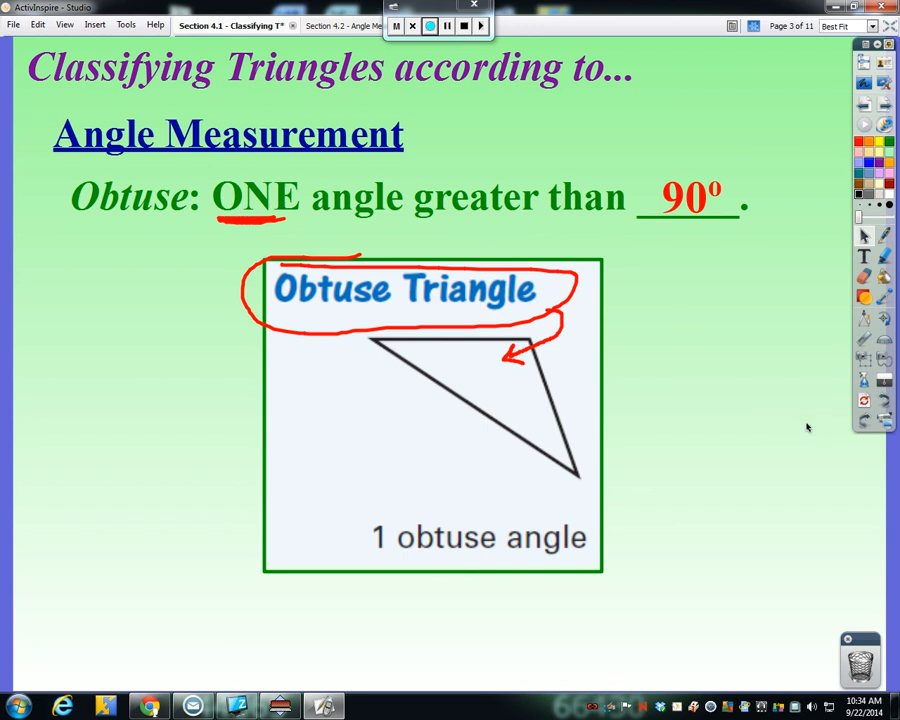 ActivInspire - Studio
File Edit View Insert Tools Help
Section 4.1 - Classifying T* Section 4.2 - Angle Me
M
Page 3 of 11 Best Fit
Classifying Triangles according to...
Angle Measurement
Obtuse: ONE angle greater than 90º.
Obtuse Triangle
1 obtuse angle
10:34 AM
9/22/2014